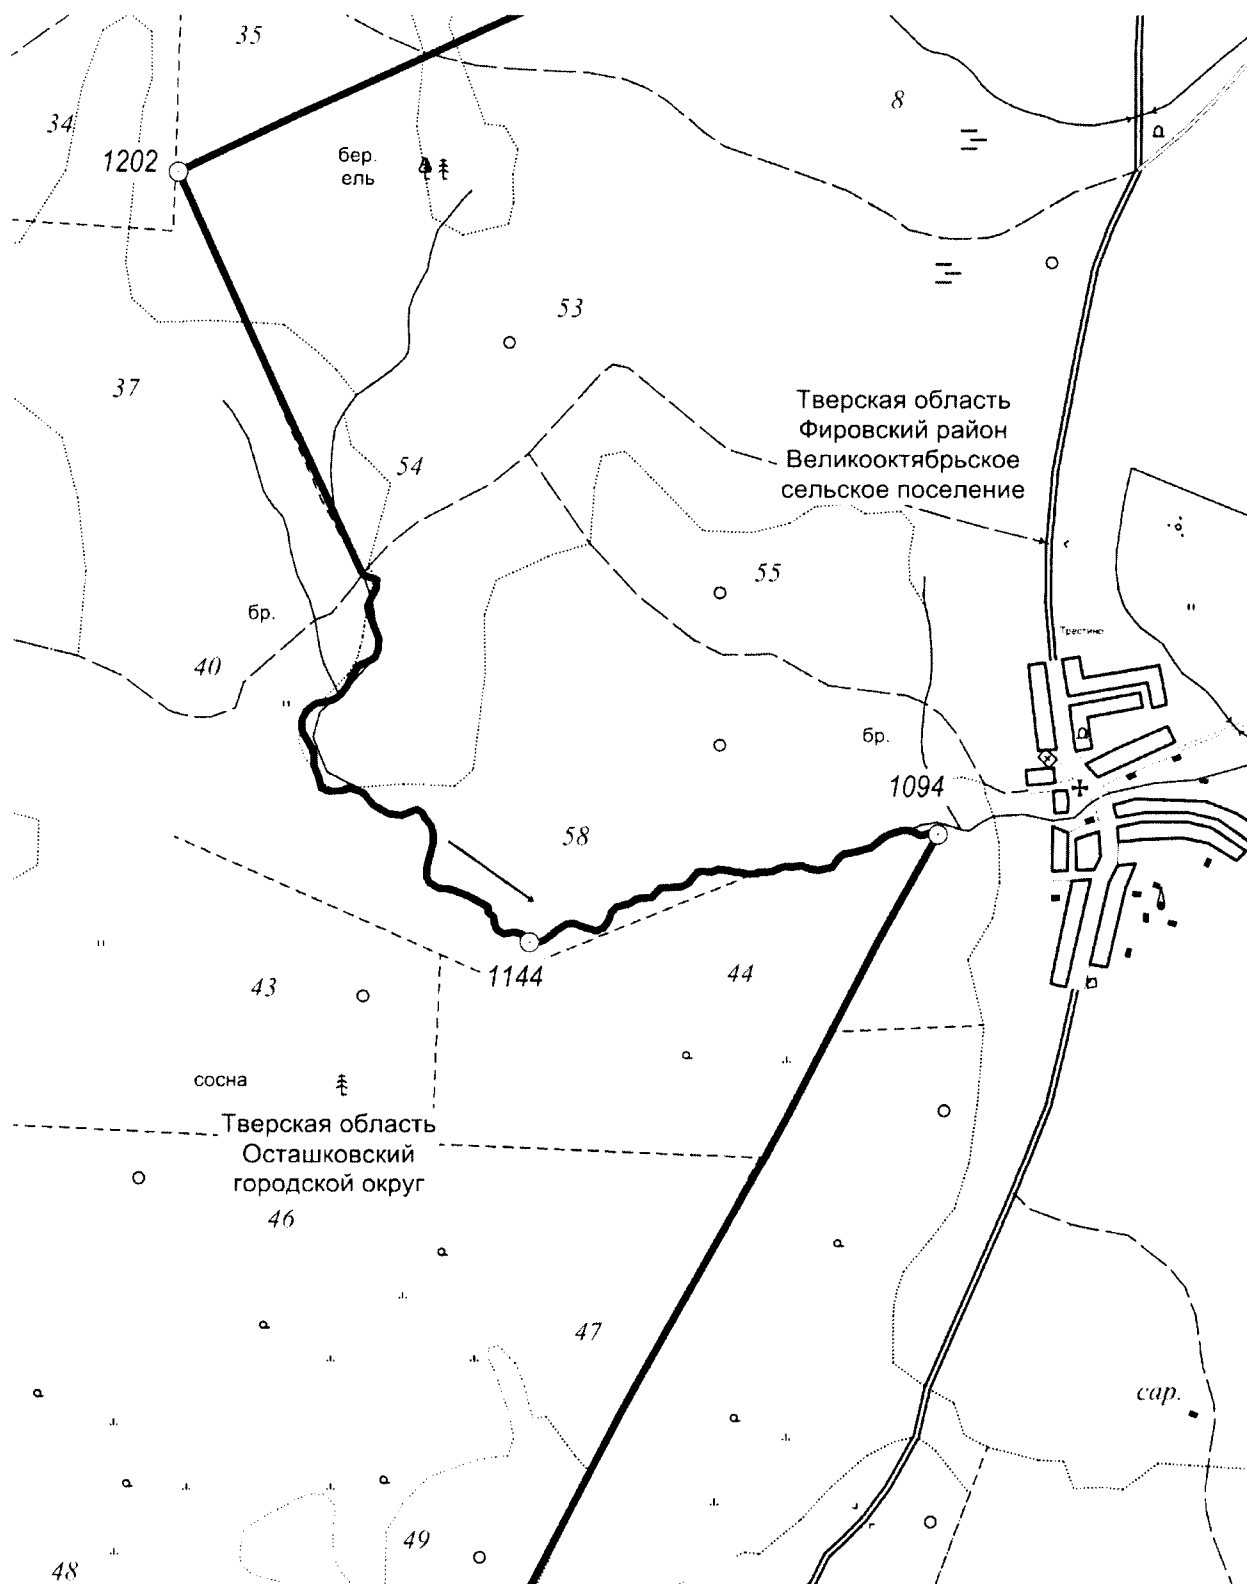 35
8
34
1202
бер.
ель
53
37
Тверская область
Фировский район
Великооктябрьское
сельское поселение
54
55
бр.
Трестино
40
бр.
1094
58
44
1144
43
сосна
Тверская область
Осташковский
городской округ
46
47
сар.
49
48